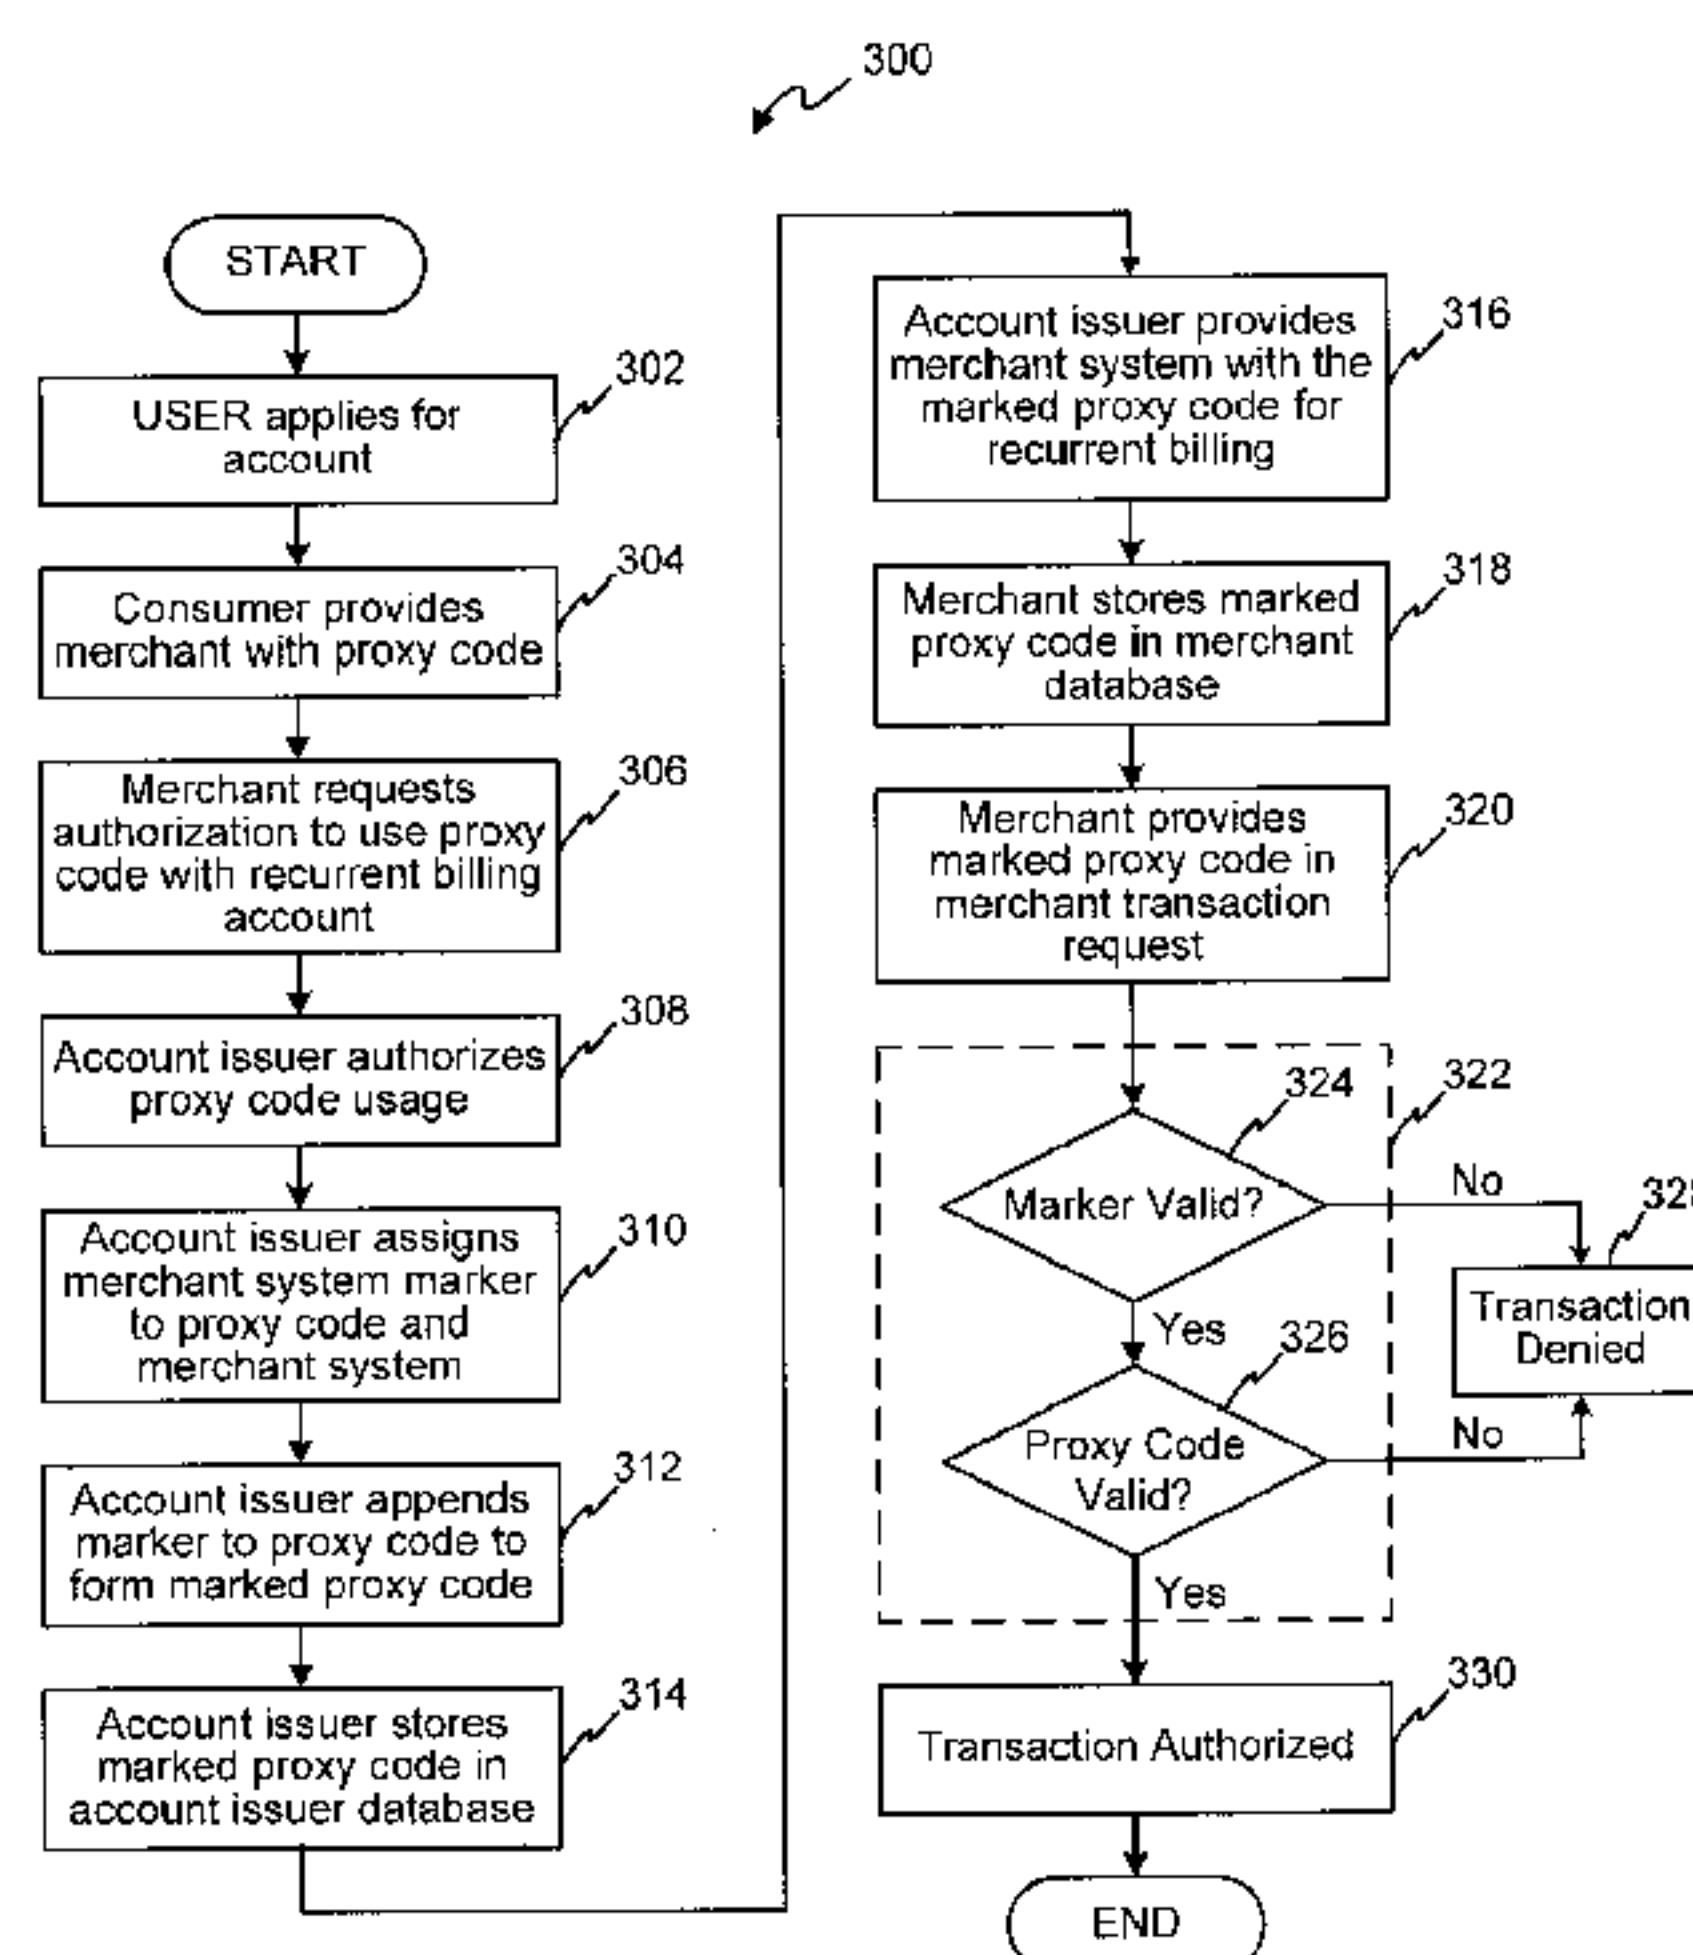 300
START
302
USER applies for
account
304
Consumer provides
merchant with proxy code
306
Merchant requests
authorization to use proxy
code with recurrent billing
account
308
Account issuer authorizes
proxy code usage
310
Account issuer assigns
merchant system marker
to proxy code and
merchant system
312
Account issuer appends
marker to proxy code to
form marked proxy code
314
Account issuer stores
marked proxy code in
account issuer database
316
Account issuer provides
merchant system with the
marked proxy code for
recurrent billing
318
Merchant stores marked
proxy code in merchant
database
320
Merchant provides
marked proxy code in
merchant transaction
request
322
324
Marker Valid?
No
Yes
Transaction
Denied
326
Proxy Code
Valid?
No
Yes
330
Transaction Authorized
END